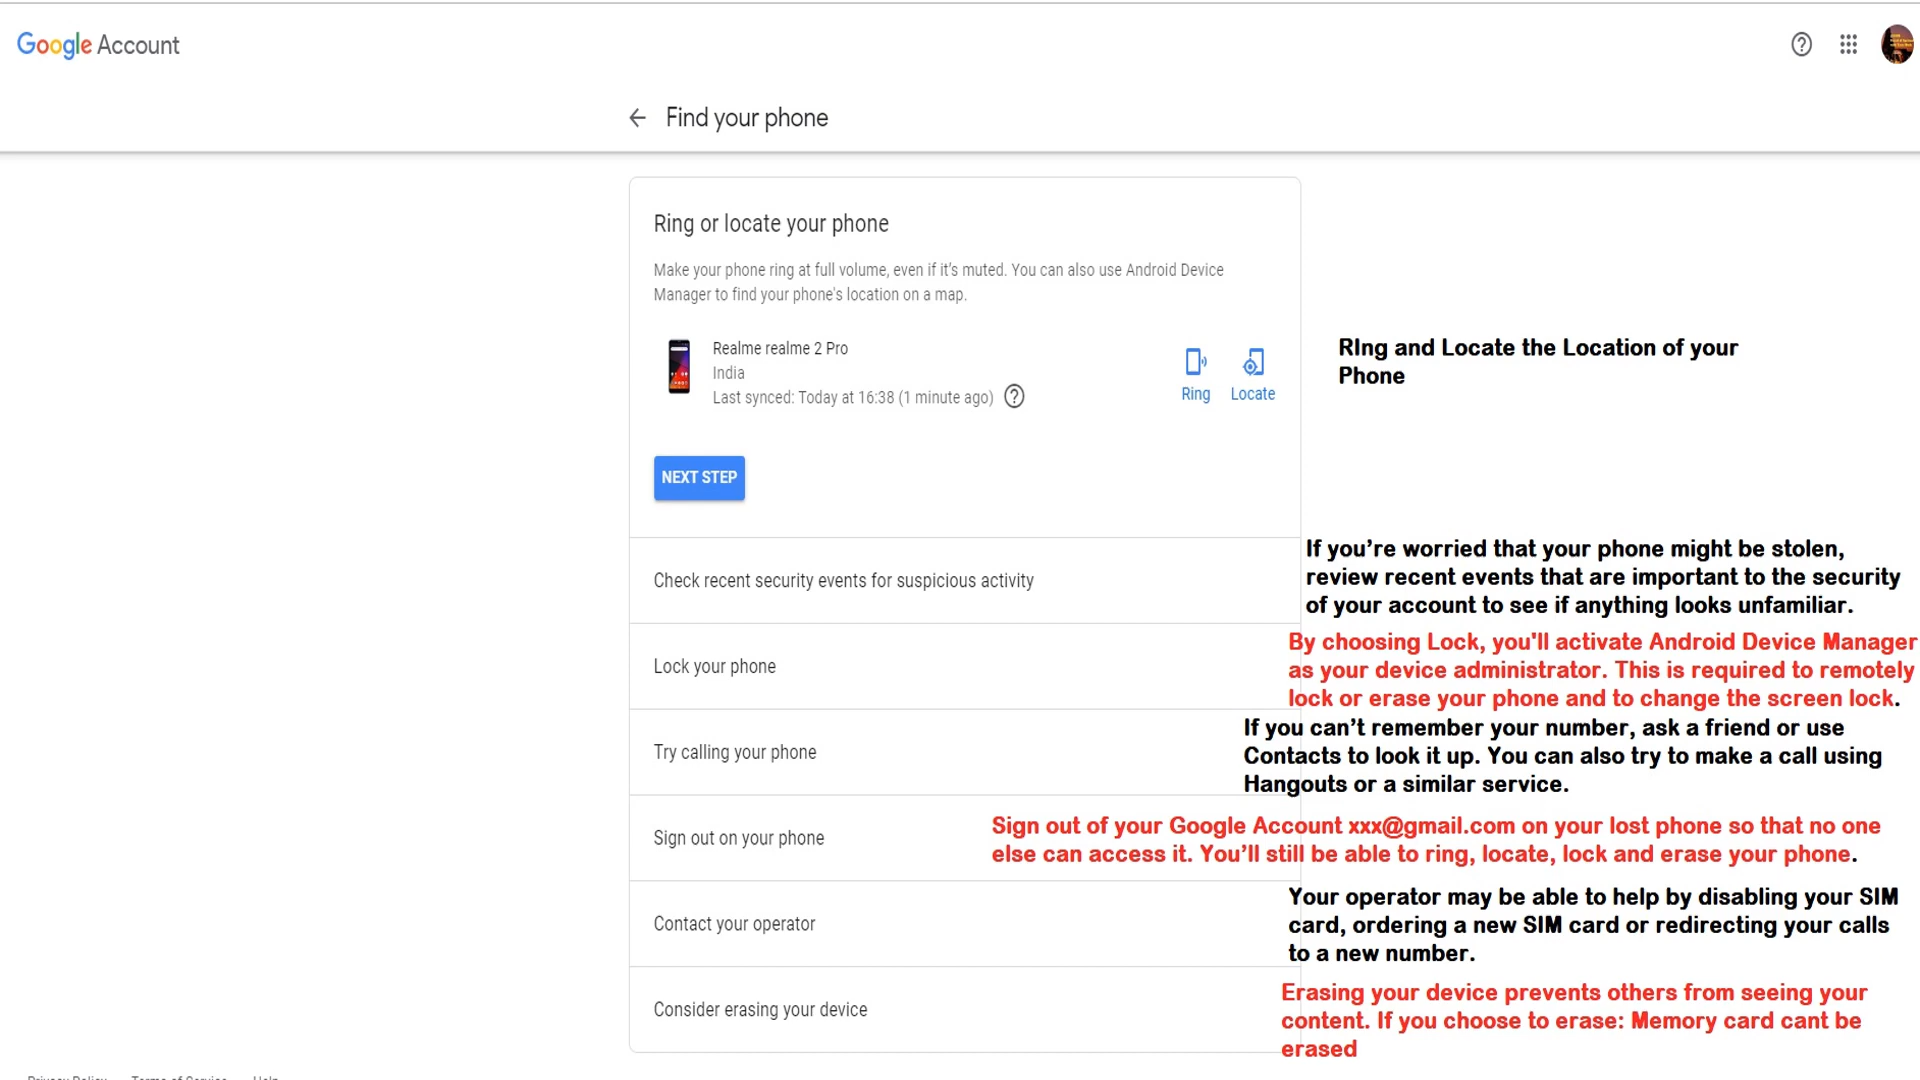 Google Account
Find your phone
Ring or locate your phone
Make your phone ring at full volume, even if it's muted. You can also use Android Device
Manager to find your phone's location on a map.
Realme realme 2 Pro
India
Last synced: Today at 16:38 (1 minute ago)
Ring
Locate
RIng and Locate the Location of your
Phone
NEXT STEP
Check recent security events for suspicious activity
If you’re worried that your phone might be stolen,
review recent events that are important to the security
of your account to see if anything looks unfamiliar.
Lock your phone
By choosing Lock, you'll activate Android Device Manager
as your device administrator. This is required to remotely
lock or erase your phone and to change the screen lock.
Try calling your phone
If you can’t remember your number, ask a friend or use
Contacts to look it up. You can also try to make a call using
Hangouts or a similar service.
Sign out on your phone
Sign out of your Google Account xxx@gmail.com on your lost phone so that no one
else can access it. You’ll still be able to ring, locate, lock and erase your phone.
Contact your operator
Your operator may be able to help by disabling your SIM
card, ordering a new SIM card or redirecting your calls
to a new number.
Consider erasing your device
Erasing your device prevents others from seeing your
content. If you choose to erase: Memory card cant be
erased
Privacy Policy Terms of Service Help